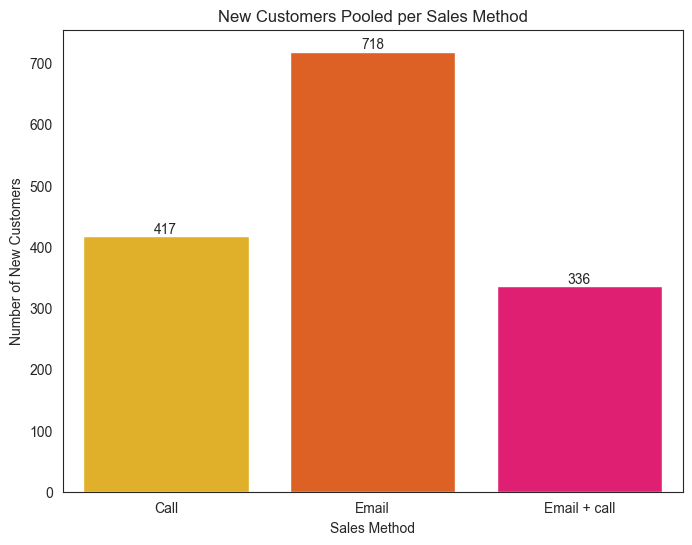 New Customers Pooled per Sales Method
Number of New Customers
700
600
500
400
300
200
100
0
417
718
336
Call
Email
Email + call
Sales Method